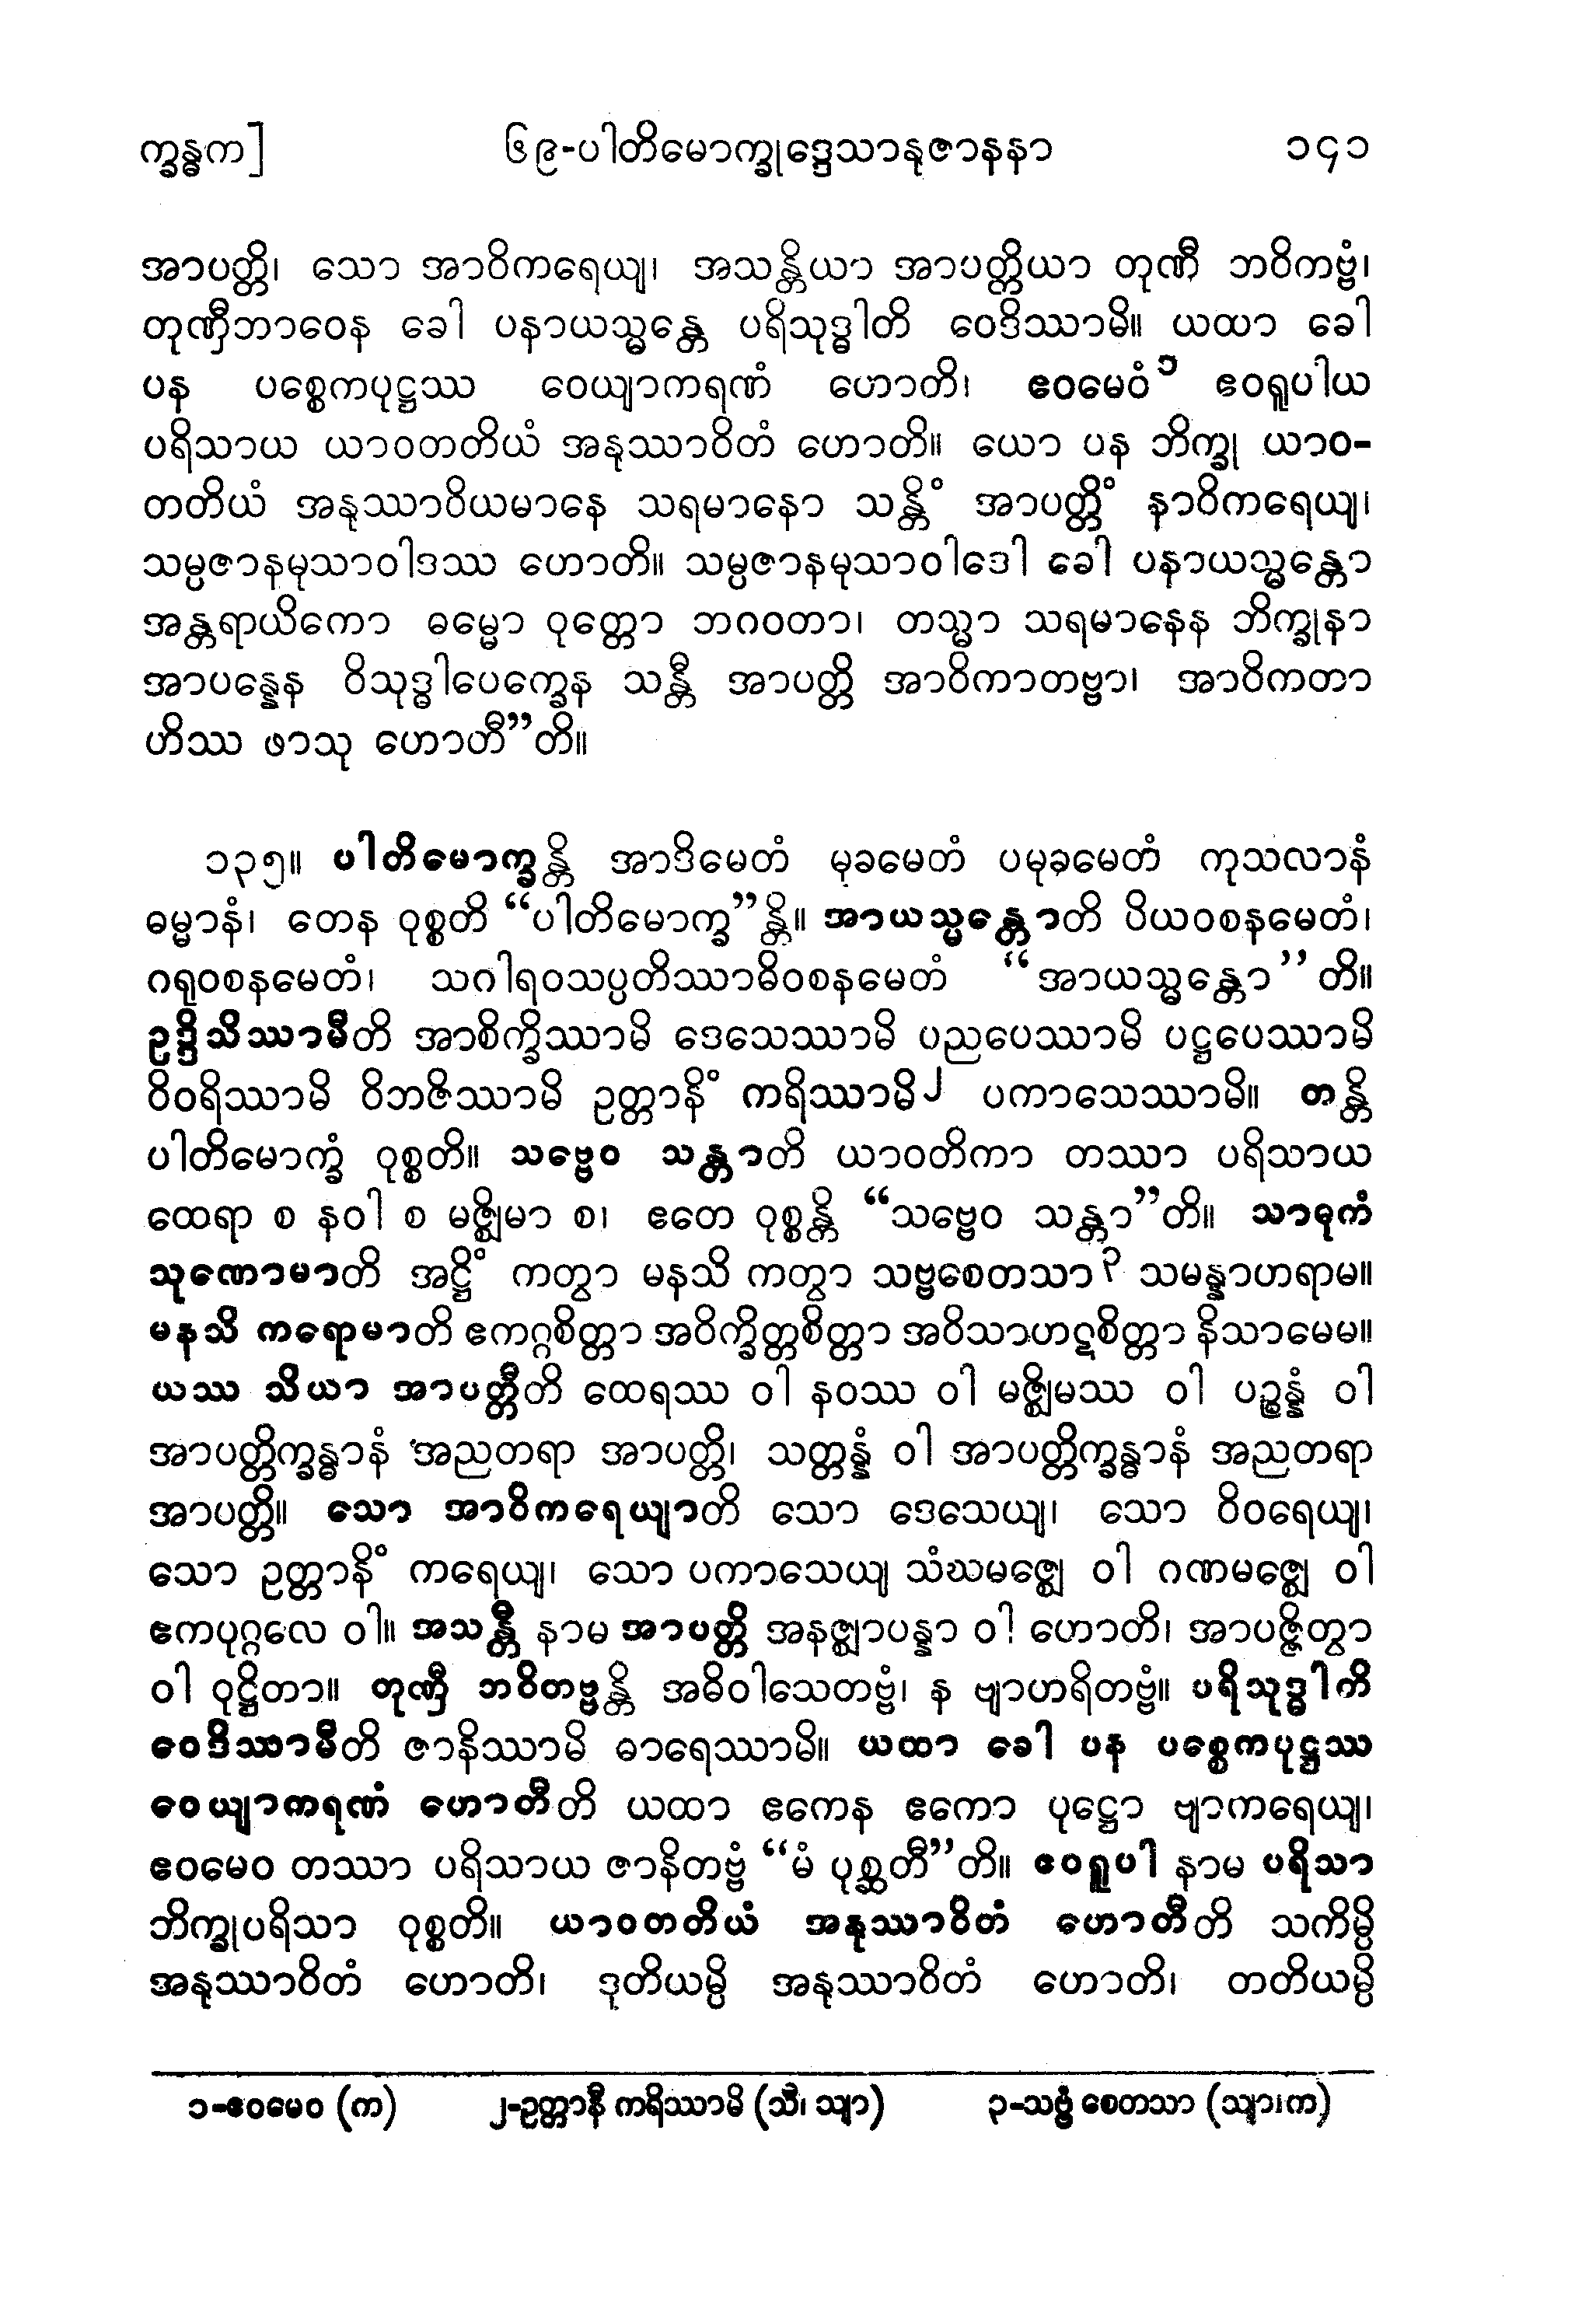 က္ခန္ဓက] ၆၉-ပါတိမောက္ခုဒ္ဒေသာနုဇာနနာ ၁၄၁
အာပတ္တိ၊ သော အာဝိကရေယျ၊ အသန္တိယာ အာပတ္တိယာ တုဏှီ ဘဝိတဗ္ဗံ၊
တုဏှီဘာဝေန ခေါ ပနာယသ္မန္တေ ပရိသုဒ္ဓါတိ ဝေဒိဿာမိ။ ယထာ ခေါ
ပန ပစ္စေကပုဋ္ဌဿ ဝေယျာကရဏံ ဟောတိ၊ ဧဝမေဝံ၁ ဧဝရူပါယ
ပရိသာယ ယာဝတတိယံ အနုဿာဝိတံ ဟောတိ။ ယော ပန ဘိက္ခု ယာဝ-
တတိယံ အနုဿာဝိယမာနေ သရမာနော သန္တိံ အာပတ္တိံ နာဝိကရေယျ၊
သမ္ပဇာနမုသာဝါဒဿ ဟောတိ။ သမ္ပဇာနမုသာဝါဒေါ ခေါ ပနာယသ္မန္တော
အန္တရာယိကော ဓမ္မော ဝုတ္တော ဘဂဝတာ၊ တသ္မာ သရမာနေန ဘိက္ခုနာ
အာပန္နေန ဝိသုဒ္ဓါပေက္ခေန သန္တီ အာပတ္တိ အာဝိကာတဗ္ဗာ၊ အာဝိကတာ
ဟိဿ ဖာသု ဟောတီ”တိ။
၁၃၅။ ပါတိမောက္ခန္တိ အာဒိမေတံ မုခမေတံ ပမုခမေတံ ကုသလာနံ
ဓမ္မာနံ၊ တေန ဝုစ္စတိ “ပါတိမောက္ခ”န္တိ။ အာယသ္မန္တောတိ ပိယဝစနမေတံ၊
ဂရုဝစနမေတံ၊ သဂါရဝသပ္ပတိဿာဓိဝစနမေတံ “အာယသ္မန္တော”တိ။
ဥဒ္ဒိသိဿာမီတိ အာစိက္ခိဿာမိ ဒေသေဿာမိ ပညပေဿာမိ ပဋ္ဌပေဿာမိ
ဝိဝရိဿာမိ ဝိဘဇိဿာမိ ဥတ္တာနိံ ကရိဿာမိ၂ ပကာသေဿာမိ။ တန္တိ
ပါတိမောက္ခံ ဝုစ္စတိ။ သဗ္ဗေဝ သန္တာတိ ယာဝတိကာ တဿာ ပရိသာယ
ထေရာ စ နဝါ စ မဇ္ဈိမာ စ၊ ဧတေ ဝုစ္စန္တိ “သဗ္ဗေဝ သန္တာ”တိ။ သာဓုကံ
သုဏောမာတိ အဋ္ဌိံ ကတွာ မနသိ ကတွာ သဗ္ဗစေတသာ၃ သမန္နာဟရာမ။
မနသိ ကရောမာတိ ဧကဂ္ဂစိတ္တာ အဝိက္ခိတ္တစိတ္တာ အဝိသာဟဋစိတ္တာ နိသာမေမ။
ယဿ သိယာ အာပတ္တီတိ ထေရဿ ဝါ နဝဿ ဝါ မဇ္ဈိမဿ ဝါ ပဉ္စန္နံ ဝါ
အာပတ္တိက္ခန္ဓာနံ အညတရာ အာပတ္တိ၊ သတ္တန္နံ ဝါ အာပတ္တိက္ခန္ဓာနံ အညတရာ
အာပတ္တိ။ သော အာဝိကရေယျာတိ သော ဒေသေယျ၊ သော ဝိဝရေယျ၊
သော ဥတ္တာနိံ ကရေယျ၊ သော ပကာသေယျ သံဃမဇ္ဈေ ဝါ ဂဏမဇ္ဈေ ဝါ
ဧကပုဂ္ဂလေ ဝါ။ အသန္တီ နာမ အာပတ္တိ အနဇ္ဈာပန္နာ ဝါ ဟောတိ၊ အာပဇ္ဇိတွာ
ဝါ ဝုဋ္ဌိတာ။ တုဏှီ ဘဝိတဗ္ဗန္တိ အဓိဝါသေတဗ္ဗံ၊ န ဗျာဟရိတဗ္ဗံ။ ပရိသုဒ္ဓါတိ
ဝေဒိဿာမီတိ ဇာနိဿာမိ ဓာရေဿာမိ။ ယထာ ခေါ ပန ပစ္စေကပုဋ္ဌဿ
ဝေယျာကရဏံ ဟောတီတိ ယထာ ဧကေန ဧကော ပုဋ္ဌော ဗျာကရေယျ၊
ဧဝမေဝ တဿာ ပရိသာယ ဇာနိတဗ္ဗံ “မံ ပုစ္ဆတီ”တိ။ ဧဝရူပါ နာမ ပရိသာ
ဘိက္ခုပရိသာ ဝုစ္စတိ။ ယာဝတတိယံ အနုဿာဝိတံ ဟောတီတိ သကိမ္ပိ
အနုဿာဝိတံ ဟောတိ၊ ဒုတိယမ္ပိ အနုဿာဝိတံ ဟောတိ၊ တတိယမ္ပိ
၁-ဧဝမေဝ (က) ၂-ဥတ္တာနီ ကရိဿာမိ (သီ၊ သျာ) ၃-သဗ္ဗံ စေတသာ (သျာ၊က)